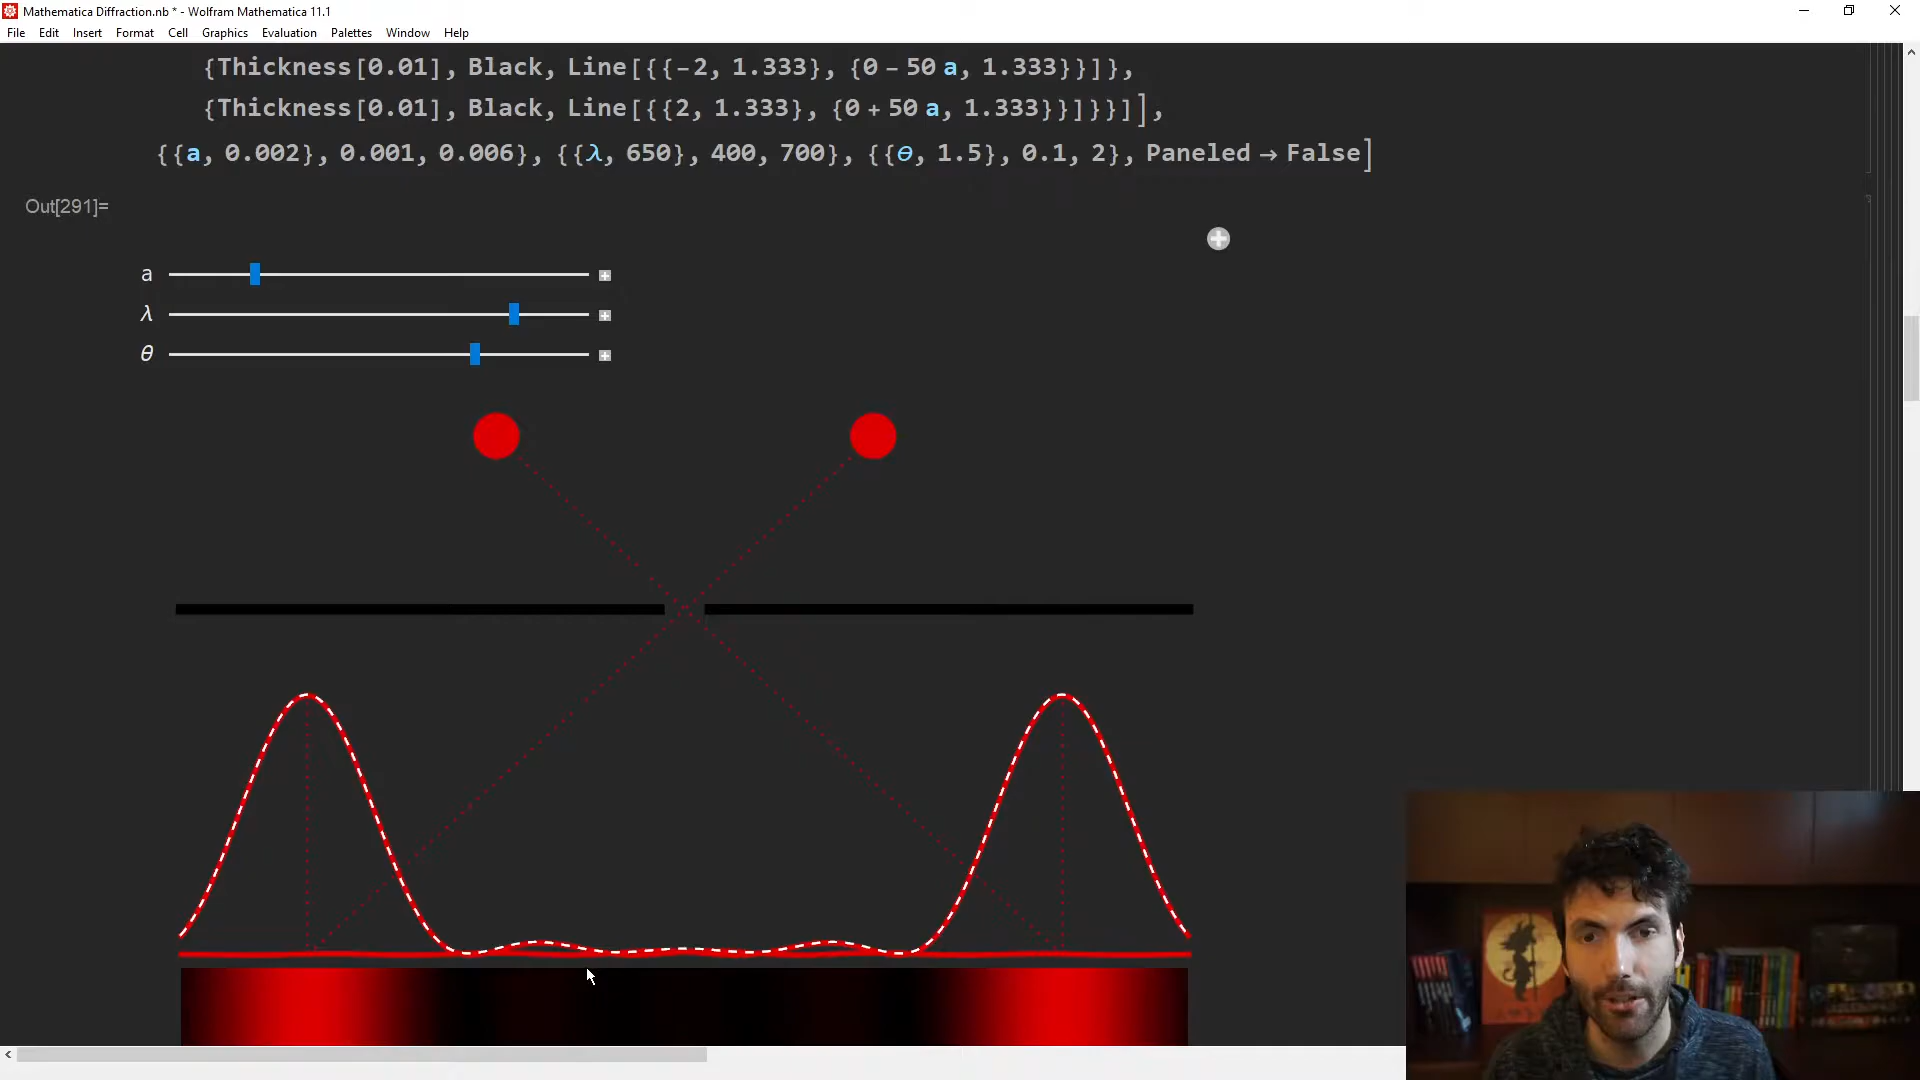 Mathematica Diffraction.nb * - Wolfram Mathematica 11.1
File Edit Insert Format Cell Graphics Evaluation Palettes Window Help
{Thickness[0.01], Black, Line[{{-2, 1.333}, {0 - 50 a, 1.333}}]},
{Thickness[0.01], Black, Line[{{2, 1.333}, {0 + 50 a, 1.333}}]}}]],
{{a, 0.002}, 0.001, 0.006}, {{λ, 650}, 400, 700}, {{θ, 1.5}, 0.1, 2}, Paneled → False]
Out[291]=
a
λ
θ